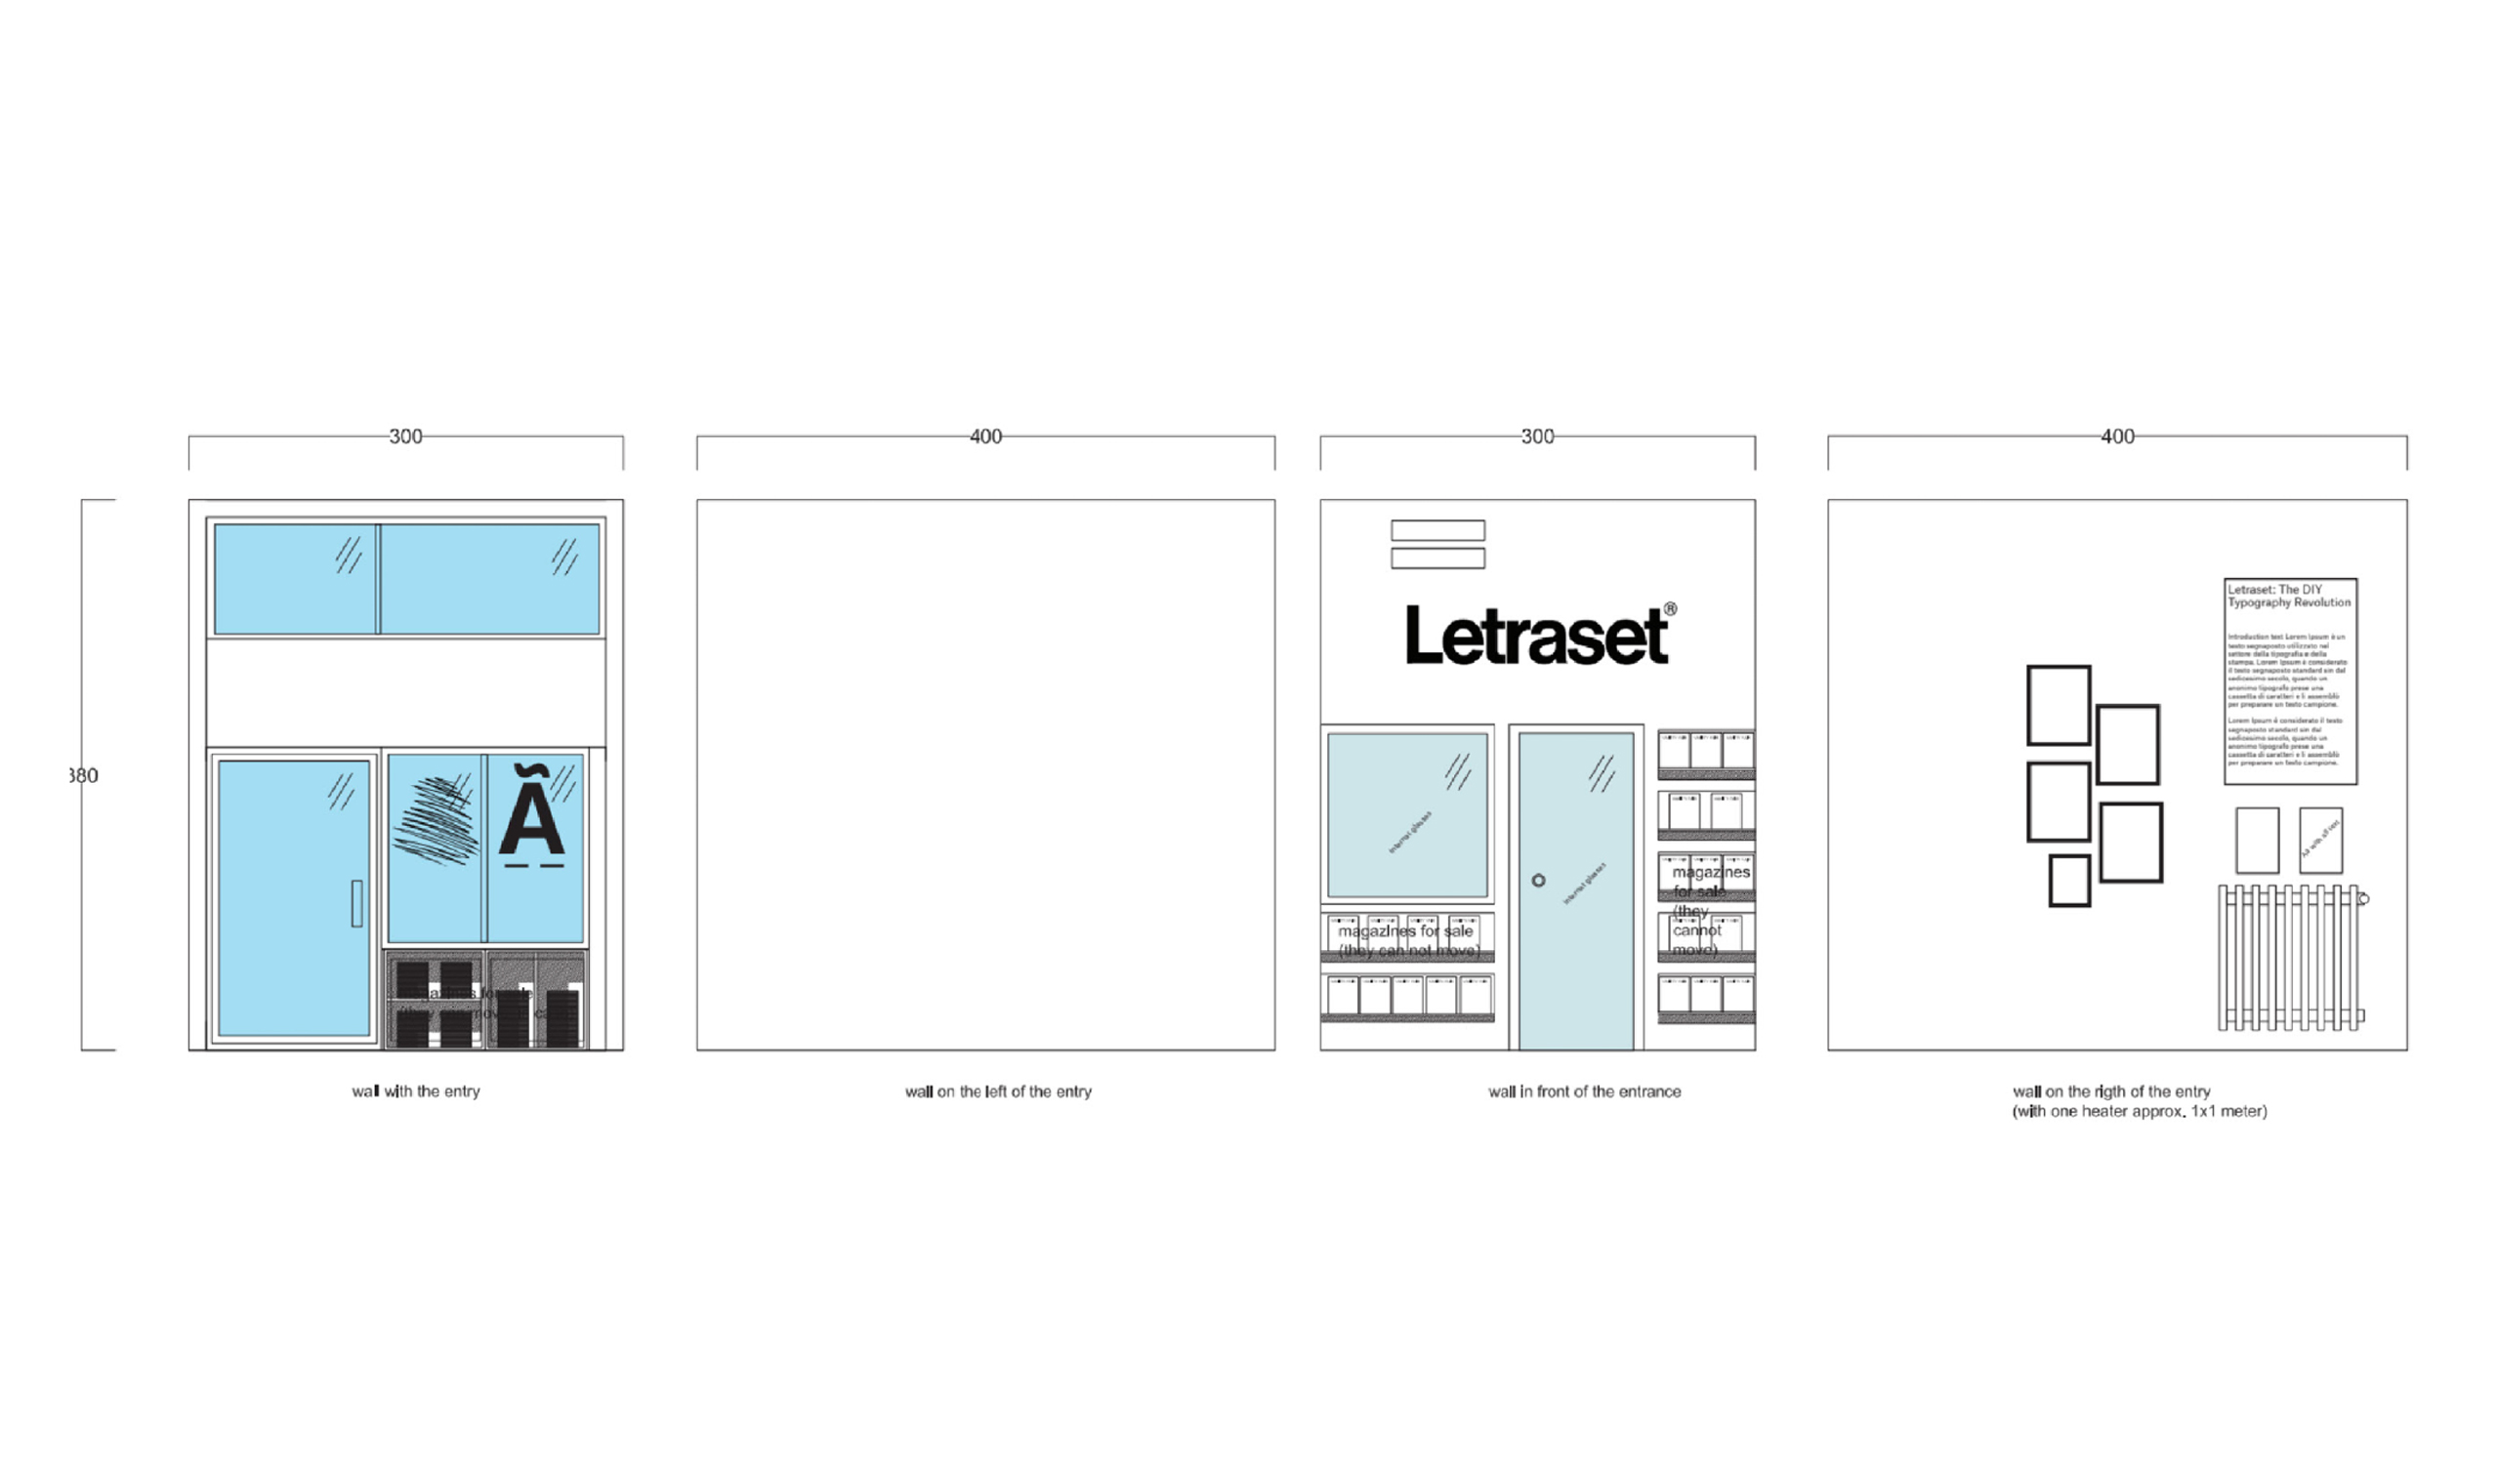 300
400
300
400
380
Ã
Letraset®
Internal glasses
Internal glasses
magazines for sale
(they can not move)
magazines
for sale
(they
cannot
move)
Letraset: The DIY
Typography Revolution
Introduction text Lorem Ipsum è un
testo segnaposto utilizzato nel
settore della tipografia e della
stampa. Lorem Ipsum è considerato
il testo segnaposto standard sin dal
sedicesimo secolo, quando un
anonimo tipografo prese una
cassetta di caratteri e li assemblò
per preparare un testo campione.
Lorem Ipsum è considerato il testo
segnaposto standard sin dal
sedicesimo secolo, quando un
anonimo tipografo prese una
cassetta di caratteri e li assemblò
per preparare un testo campione.
wall with the entry
wall on the left of the entry
wall in front of the entrance
wall on the rigth of the entry
(with one heater approx. 1x1 meter)